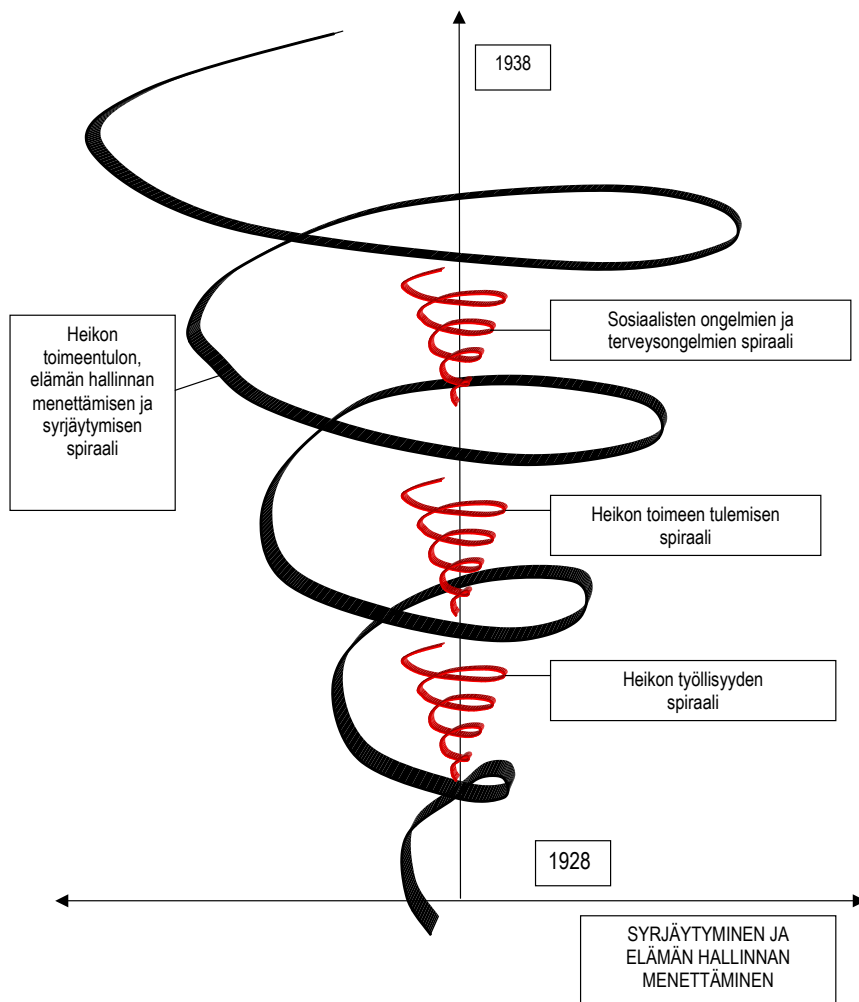 1938
Heikon
toimeentulon,
elämän hallinnan
menettämisen ja
syrjäytymisen
spiraali
Sosiaalisten ongelmien ja
terveysongelmien spiraali
Heikon toimeen tulemisen
spiraali
Heikon työllisyyden
spiraali
1928
SYRJÄYTYMINEN JA
ELÄMÄN HALLINNAN
MENETTÄMINEN